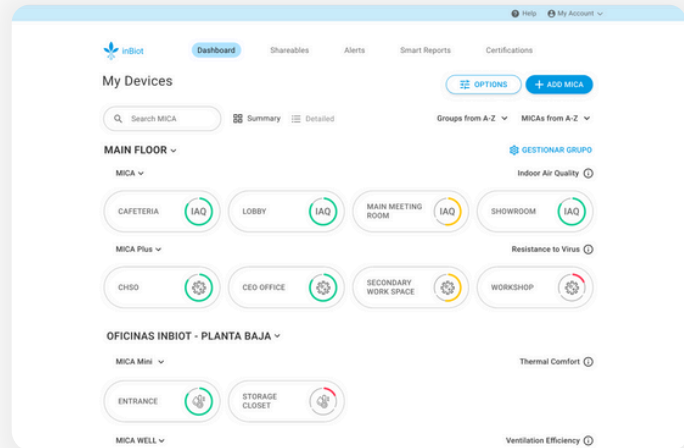 Help My Account
inBiot Dashboard Shareables Alerts Smart Reports Certifications
My Devices
OPTIONS + ADD MICA
Search MICA Summary Detailed Groups from A-Z MICAs from A-Z
MAIN FLOOR GESTIONAR GRUPO
MICA Indoor Air Quality
CAFETERIA IAQ LOBBY IAQ MAIN MEETING ROOM IAQ SHOWROOM IAQ
MICA Plus Resistance to Virus
CHSO CEO OFFICE SECONDARY WORK SPACE WORKSHOP
OFICINAS INBIOT - PLANTA BAJA
MICA Mini Thermal Comfort
ENTRANCE STORAGE CLOSET
MICA WELL Ventilation Efficiency